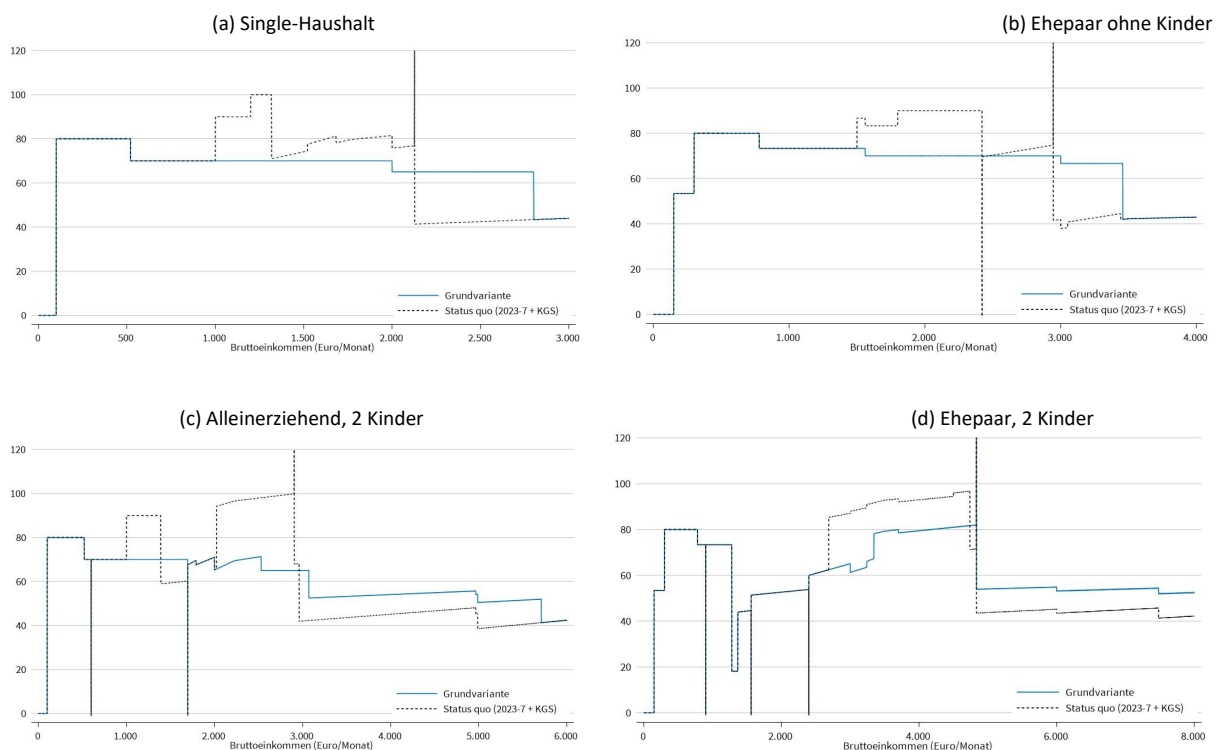 (a) Single-Haushalt
120
100
80
60
40
20
0
Grundvariante
Status quo (2023-7 + KGS)
0 500 1.000 1.500 2.000 2.500 3.000
Bruttoeinkommen (Euro/Monat)
(b) Ehepaar ohne Kinder
120
100
80
60
40
20
0
Grundvariante
Status quo (2023-7 + KGS)
0 1.000 2.000 3.000 4.000
Bruttoeinkommen (Euro/Monat)
(c) Alleinerziehend, 2 Kinder
120
100
80
60
40
20
0
Grundvariante
Status quo (2023-7 + KGS)
0 1.000 2.000 3.000 4.000 5.000 6.000
Bruttoeinkommen (Euro/Monat)
(d) Ehepaar, 2 Kinder
120
100
80
60
40
20
0
Grundvariante
Status quo (2023-7 + KGS)
0 2.000 4.000 6.000 8.000
Bruttoeinkommen (Euro/Monat)